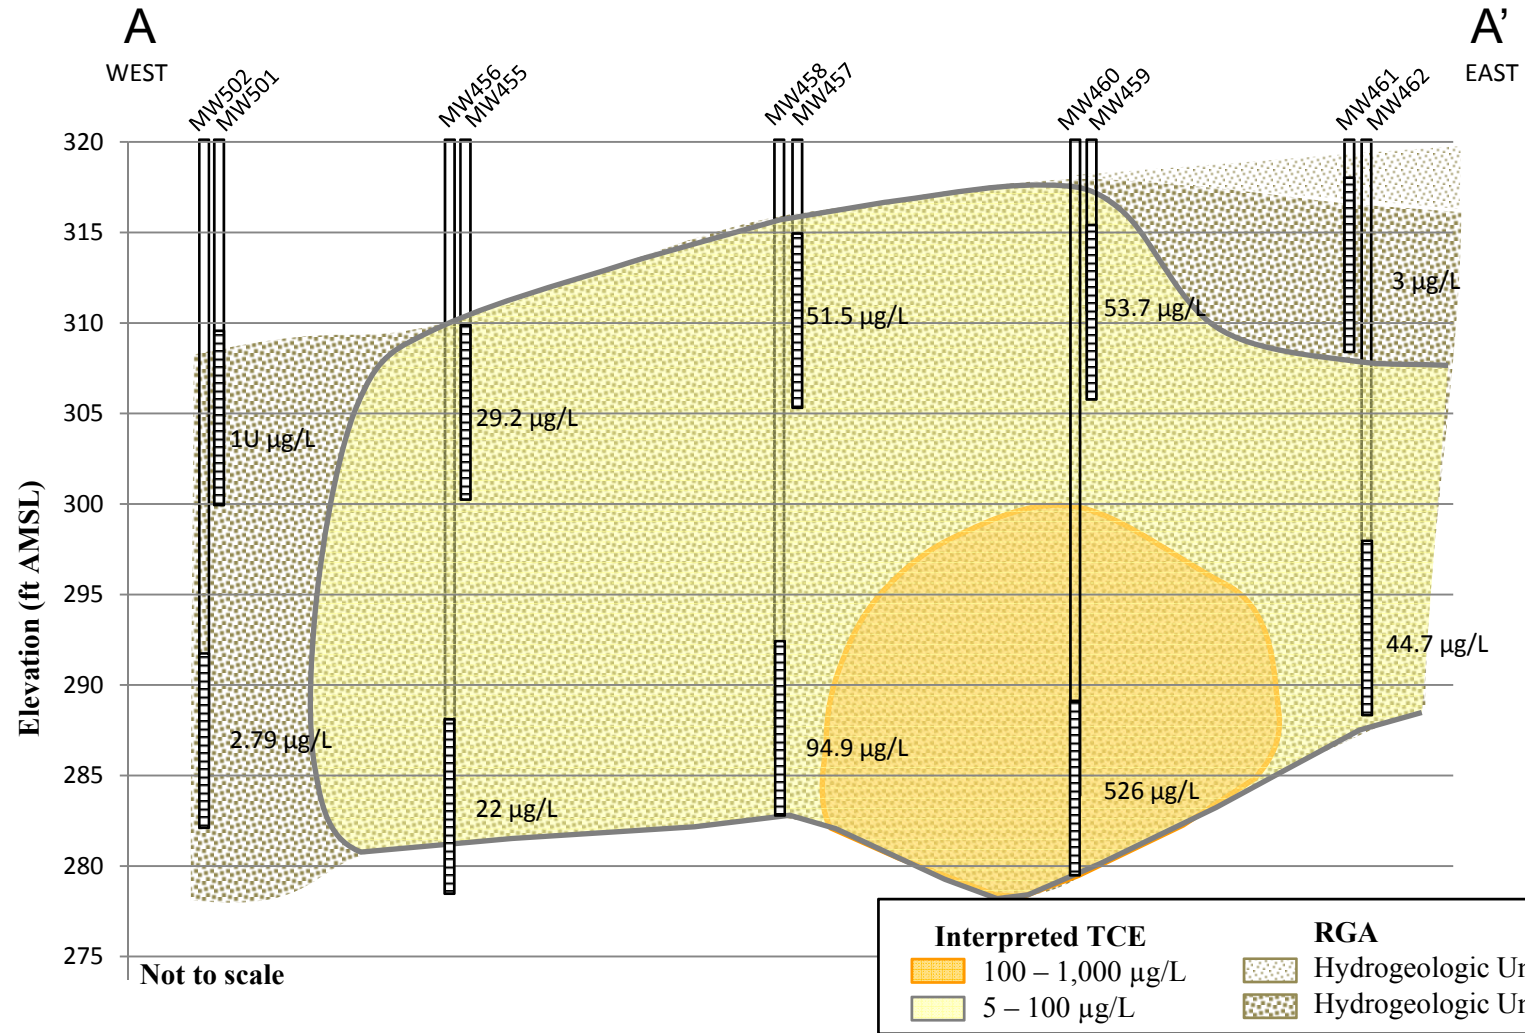 A
A’
WEST
EAST
MW502
MW501
MW456
MW455
MW458
MW457
MW460
MW459
MW461
MW462
320
315
310
305
300
295
290
285
280
275
Elevation (ft AMSL)
3 µg/L
51.5 µg/L
53.7 µg/L
29.2 µg/L
1U µg/L
44.7 µg/L
2.79 µg/L
94.9 µg/L
526 µg/L
22 µg/L
Not to scale
Interpreted TCE
100 – 1,000 µg/L
5 – 100 µg/L
RGA
Hydrogeologic
Hydrogeologic